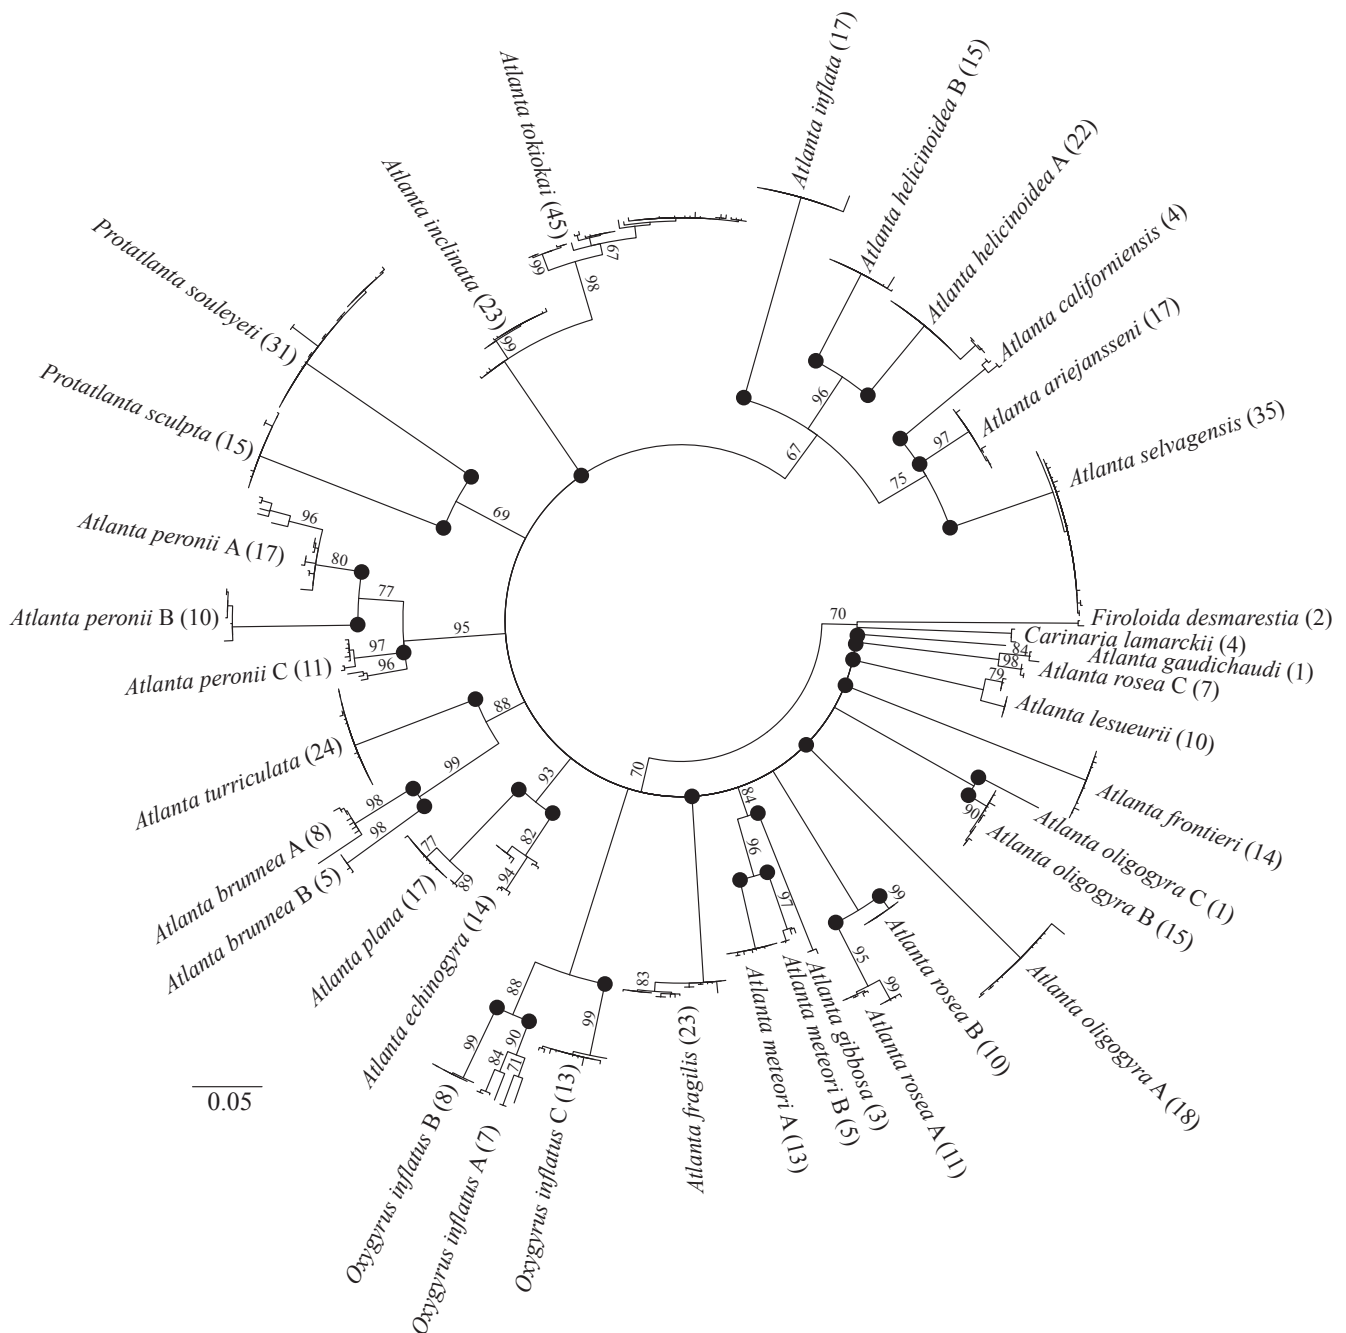 Atlanta inflata (17)
Atlanta helicinoidea B (15)
Atlanta helicinoidea A (22)
Atlanta californiensis (4)
Atlanta ariejansseni (17)
Atlanta selvagensis (35)
Firoloida desmarestia (2)
Carinaria lamarckii (4)
Atlanta gaudichaudi (1)
Atlanta rosea C (7)
Atlanta lesueurii (10)
Atlanta frontieri (14)
Atlanta oligogyra C (1)
Atlanta oligogyra B (15)
Atlanta oligogyra A (18)
Atlanta rosea B (10)
Atlanta rosea A (11)
Atlanta gibbosa (3)
Atlanta meteori B (5)
Atlanta meteori A (13)
Atlanta fragilis (23)
Oxygyrus inflatus C (13)
Oxygyrus inflatus A (7)
Oxygyrus inflatus B (8)
Atlanta echinogyra (14)
Atlanta plana (17)
Atlanta brunnea B (5)
Atlanta brunnea A (8)
Atlanta turriculata (24)
Atlanta peronii C (11)
Atlanta peronii B (10)
Atlanta peronii A (17)
Protatlanta sculpta (15)
Protatlanta souleyeti (31)
Atlanta inclinata (23)
Atlanta tokiokai (45)
99
67
98
99
96
67
97
75
70
84
98
79
90
99
95
99
84
96
97
83
70
99
88
99
90
84
71
93
82
94
77
89
88
99
98
98
95
97
96
77
80
96
69
0.05